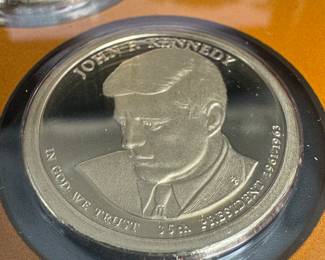 JOHN F. KENNEDY
IN GOD WE TRUST 35th PRESIDENT 1961-1963